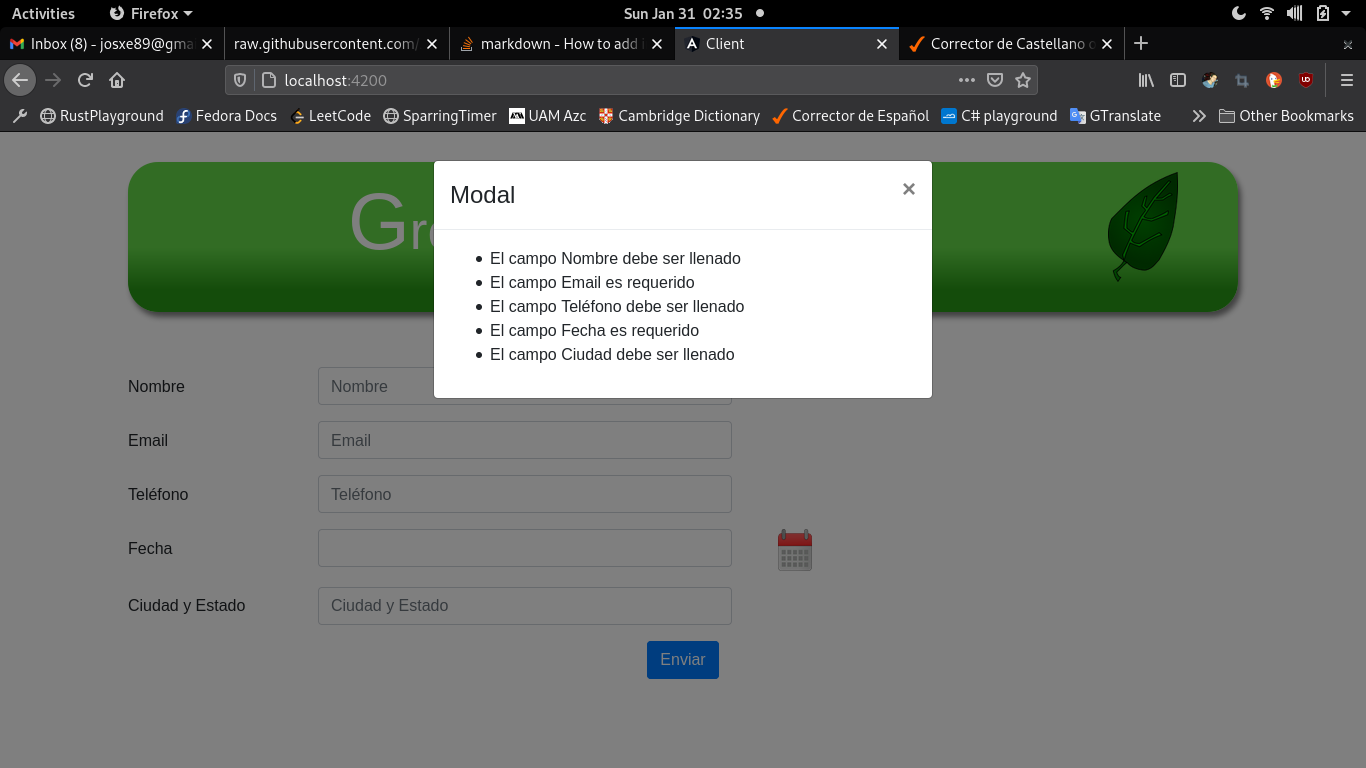 Activities Firefox Sun Jan 31 02:35
Inbox (8) - josxe89@gma raw.githubusercontent.com/ markdown - How to add Client Corrector de Castellano
localhost:4200
RustPlayground Fedora Docs LeetCode SparringTimer UAM Azc Cambridge Dictionary Corrector de Español C# playground GTranslate Other Bookmarks
Modal ×
• El campo Nombre debe ser llenado
• El campo Email es requerido
• El campo Teléfono debe ser llenado
• El campo Fecha es requerido
• El campo Ciudad debe ser llenado
Nombre Nombre
Email Email
Teléfono Teléfono
Fecha
Ciudad y Estado Ciudad y Estado
Enviar